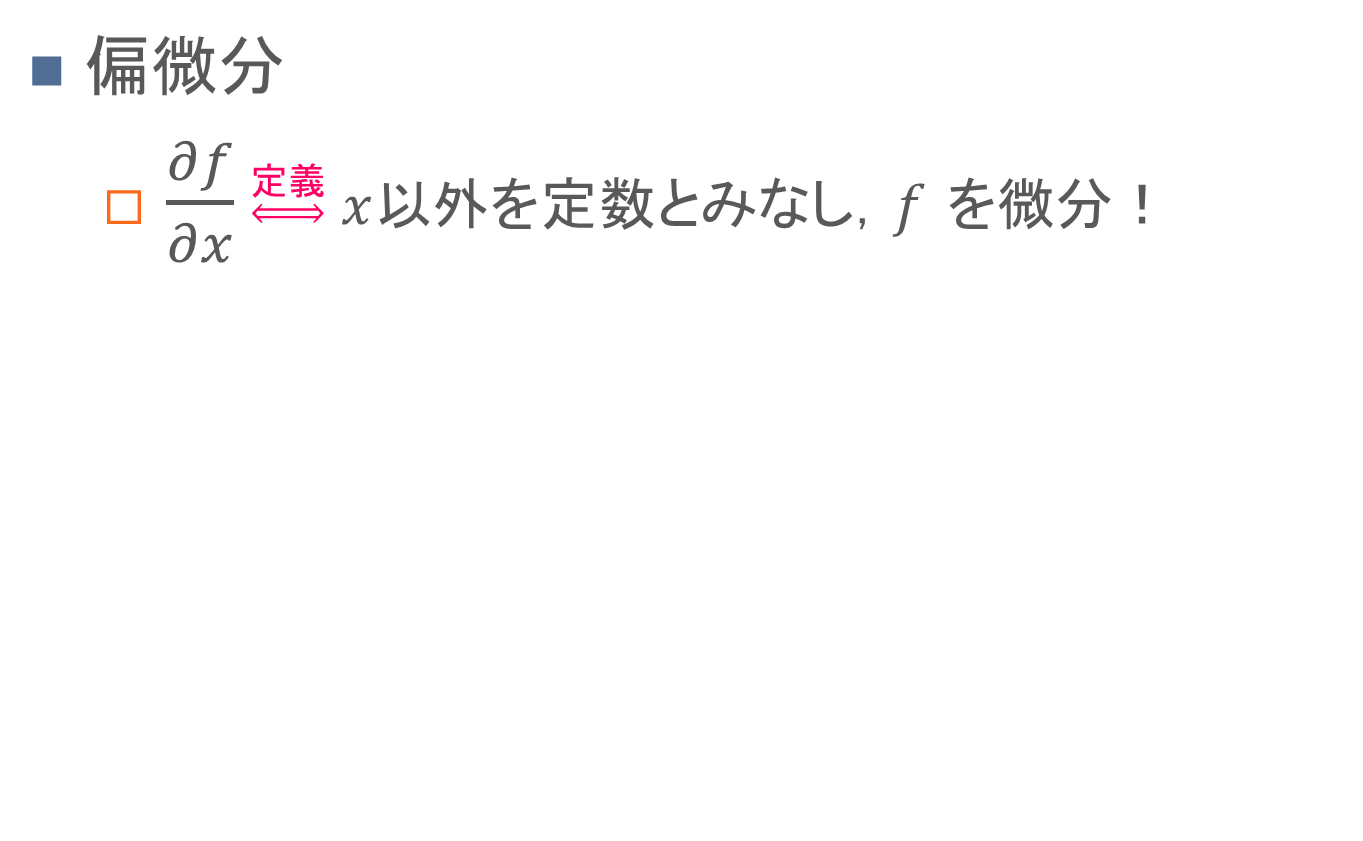 ■ 偏微分
□ ∂f/∂x 定義⟺ x以外を定数とみなし, f を微分！